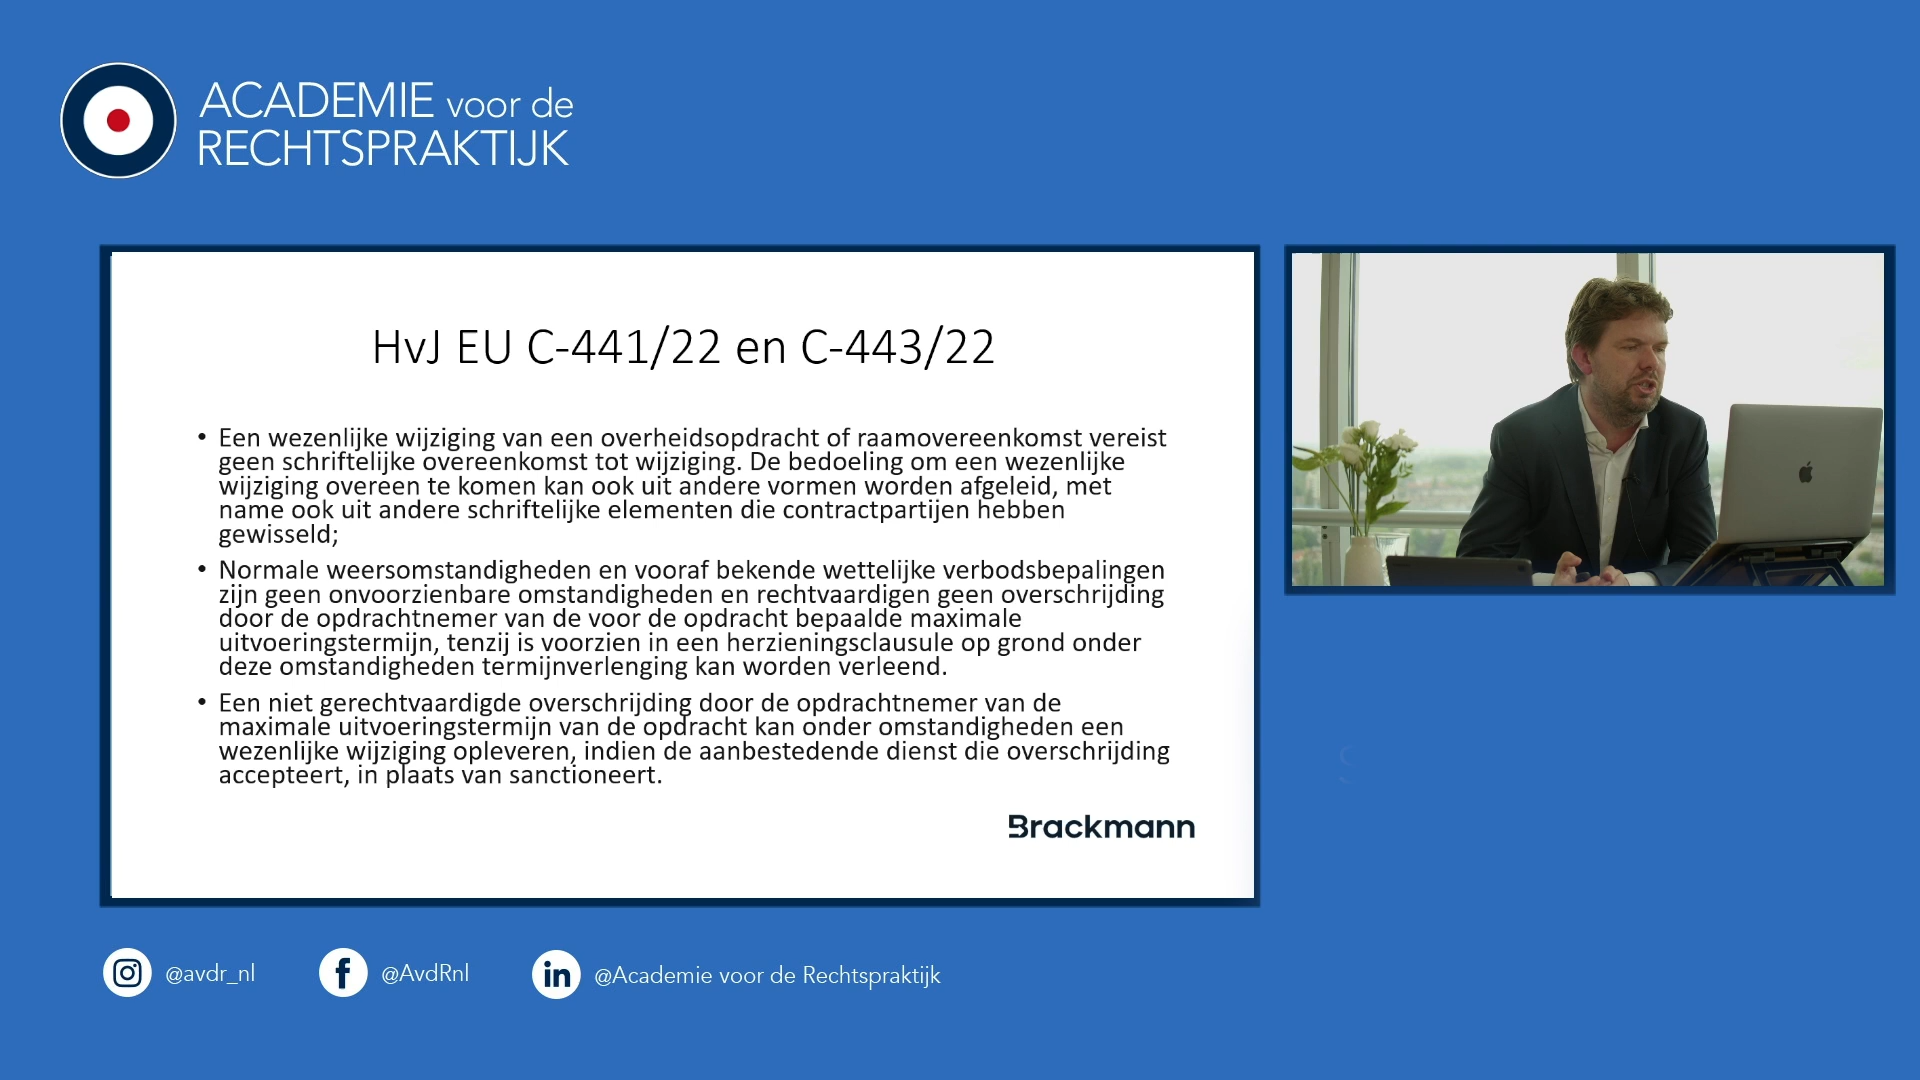 ACADEMIE voor de
RECHTSPRAKTIJK
HvJ EU C-441/22 en C-443/22
• Een wezenlijke wijziging van een overheidsopdracht of raamovereenkomst vereist
geen schriftelijke overeenkomst tot wijziging. De bedoeling om een wezenlijke
wijziging overeen te komen kan ook uit andere vormen worden afgeleid, met
name ook uit andere schriftelijke elementen die contractpartijen hebben
gewisseld;
• Normale weersomstandigheden en vooraf bekende wettelijke verbodsbepalingen
zijn geen onvoorzienbare omstandigheden en rechtvaardigen geen overschrijding
door de opdrachtnemer van de voor de opdracht bepaalde maximale
uitvoeringstermijn, tenzij is voorzien in een herzieningsclausule op grond onder
deze omstandigheden termijnverlenging kan worden verleend.
• Een niet gerechtvaardigde overschrijding door de opdrachtnemer van de
maximale uitvoeringstermijn van de opdracht kan onder omstandigheden een
wezenlijke wijziging opleveren, indien de aanbestedende dienst die overschrijding
accepteert, in plaats van sanctioneert.
Brackmann
@avdr_nl
@AvdRnl
@Academie voor de Rechtspraktijk